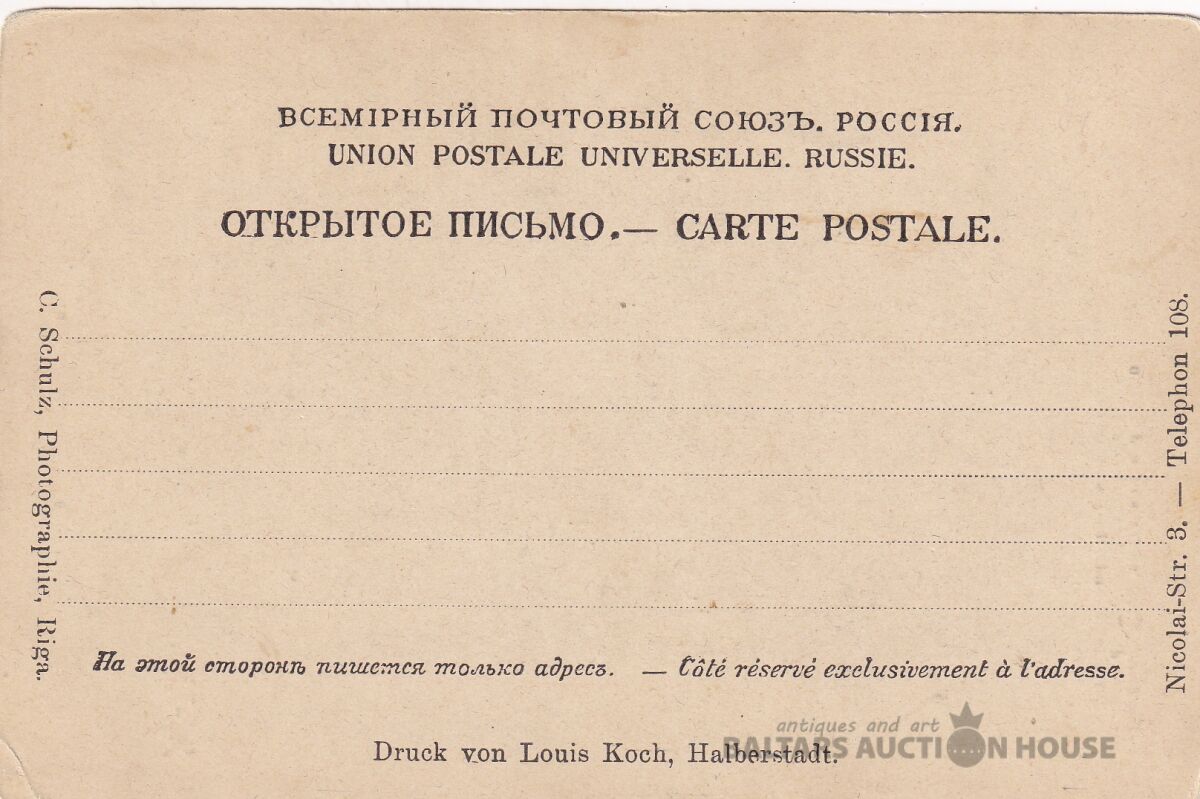 ВСЕМІРНЫЙ ПОЧТОВЫЙ СОЮЗЪ. РОССІЯ.
UNION POSTALE UNIVERSELLE. RUSSIE.
ОТКРЫТОЕ ПИСЬМО.— CARTE POSTALE.
C. Schulz, Photographie, Riga.
Nicolai-Str. 3. — Telephon 108.
На этой сторонѣ пишется только адресъ. — Côté réservé exclusivement à l'adresse.
Druck von Louis Koch, Halberstadt.
antiques and art
BALTARS AUCTION HOUSE